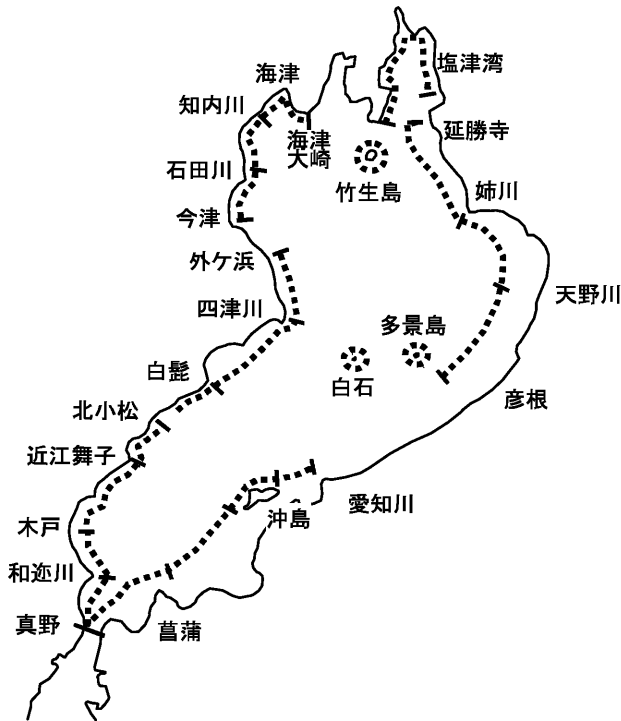 塩津湾
海津
知内川
海津
大崎
延勝寺
石田川
竹生島
姉川
今津
外ケ浜
天野川
四津川
多景島
白髭
白石
彦根
北小松
近江舞子
愛知川
沖島
木戸
和迩川
真野
菖蒲